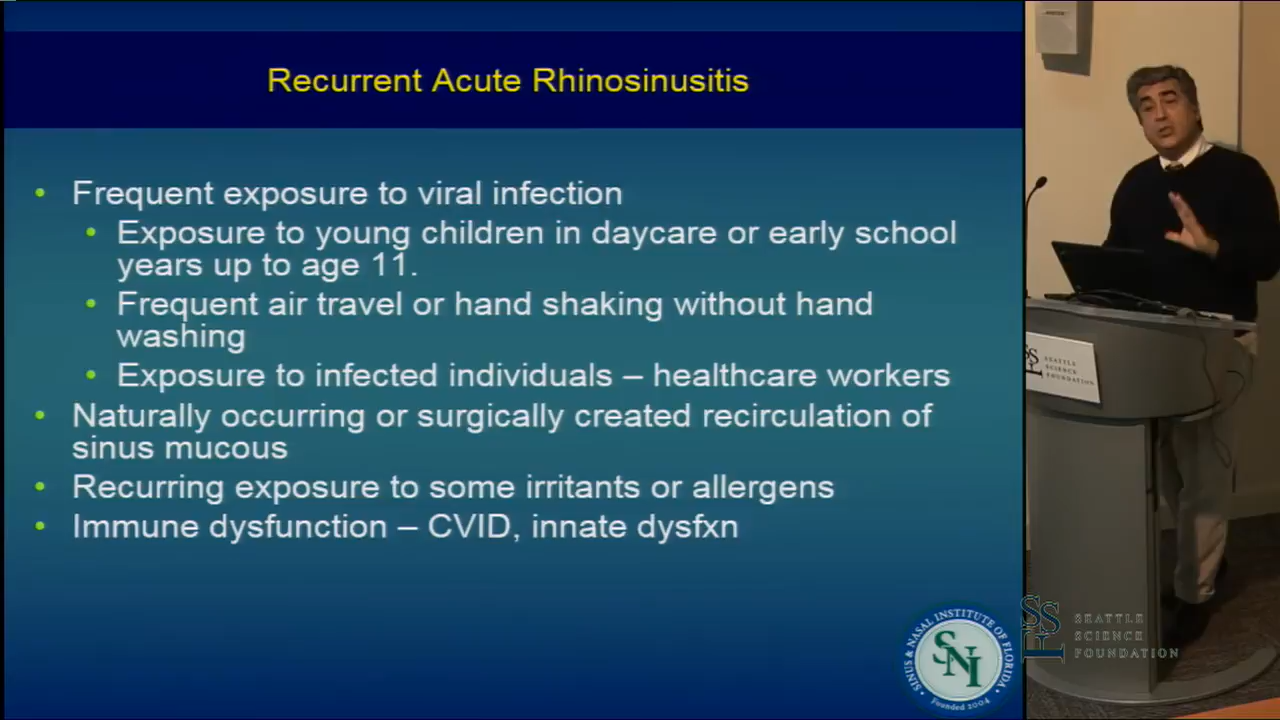 Recurrent Acute Rhinosinusitis
• Frequent exposure to viral infection
• Exposure to young children in daycare or early school
years up to age 11.
• Frequent air travel or hand shaking without hand
washing
• Exposure to infected individuals – healthcare workers
• Naturally occurring or surgically created recirculation of
sinus mucous
• Recurring exposure to some irritants or allergens
• Immune dysfunction – CVID, innate dysfxn
SINUS & NASAL INSTITUTE OF FLORIDA
SNI
Founded 2004
SEATTLE
SCIENCE
FOUNDATION
SSF
SEATTLE
SCIENCE
FOUNDATION